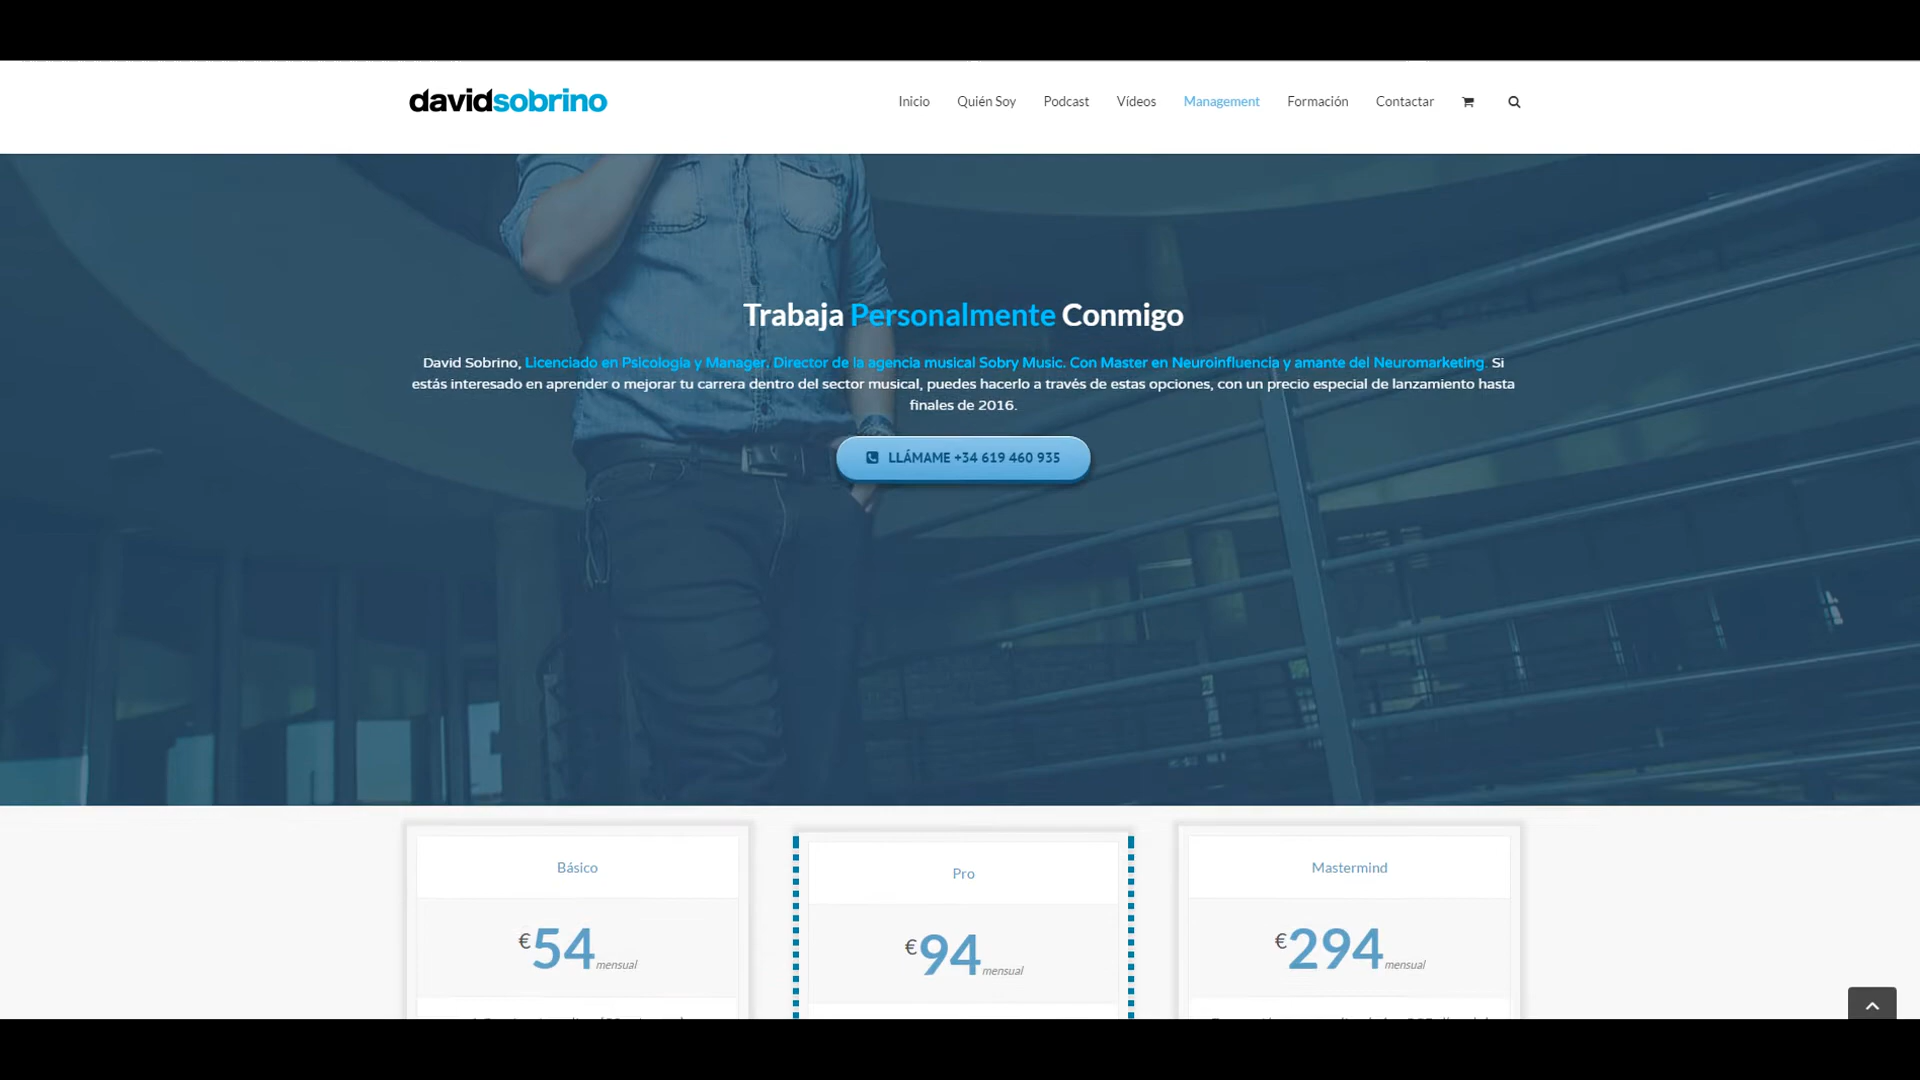 davidsobrino
Inicio Quién Soy Podcast Vídeos Management Formación Contactar
Trabaja Personalmente Conmigo
David Sobrino, Licenciado en Psicologia y Manager. Director de la agencia musical Sobry Music. Con Master en Neuroinfluencia y amante del Neuromarketing. Si
estás interesado en aprender o mejorar tu carrera dentro del sector musical, puedes hacerlo a través de estas opciones, con un precio especial de lanzamiento hasta
finales de 2016.
LLÁMAME +34 619 460 935
Básico
€54 mensual
Pro
€94 mensual
Mastermind
€294 mensual